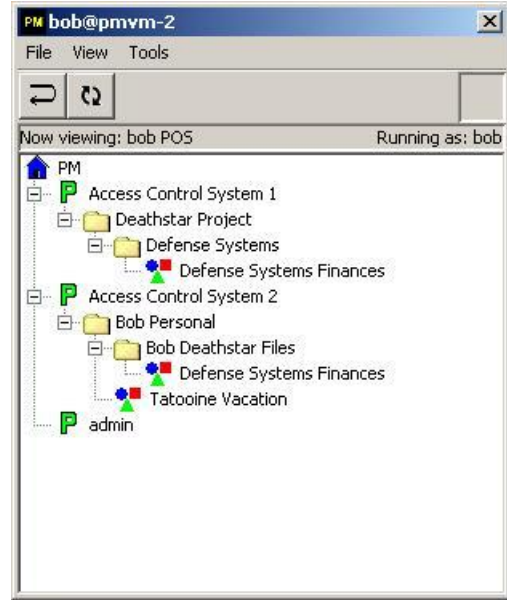 PM bob@pmvm-2
File View Tools
Now viewing: bob POS Running as: bob
PM
P Access Control System 1
Deathstar Project
Defense Systems
Defense Systems Finances
P Access Control System 2
Bob Personal
Bob Deathstar Files
Defense Systems Finances
Tatooine Vacation
P admin